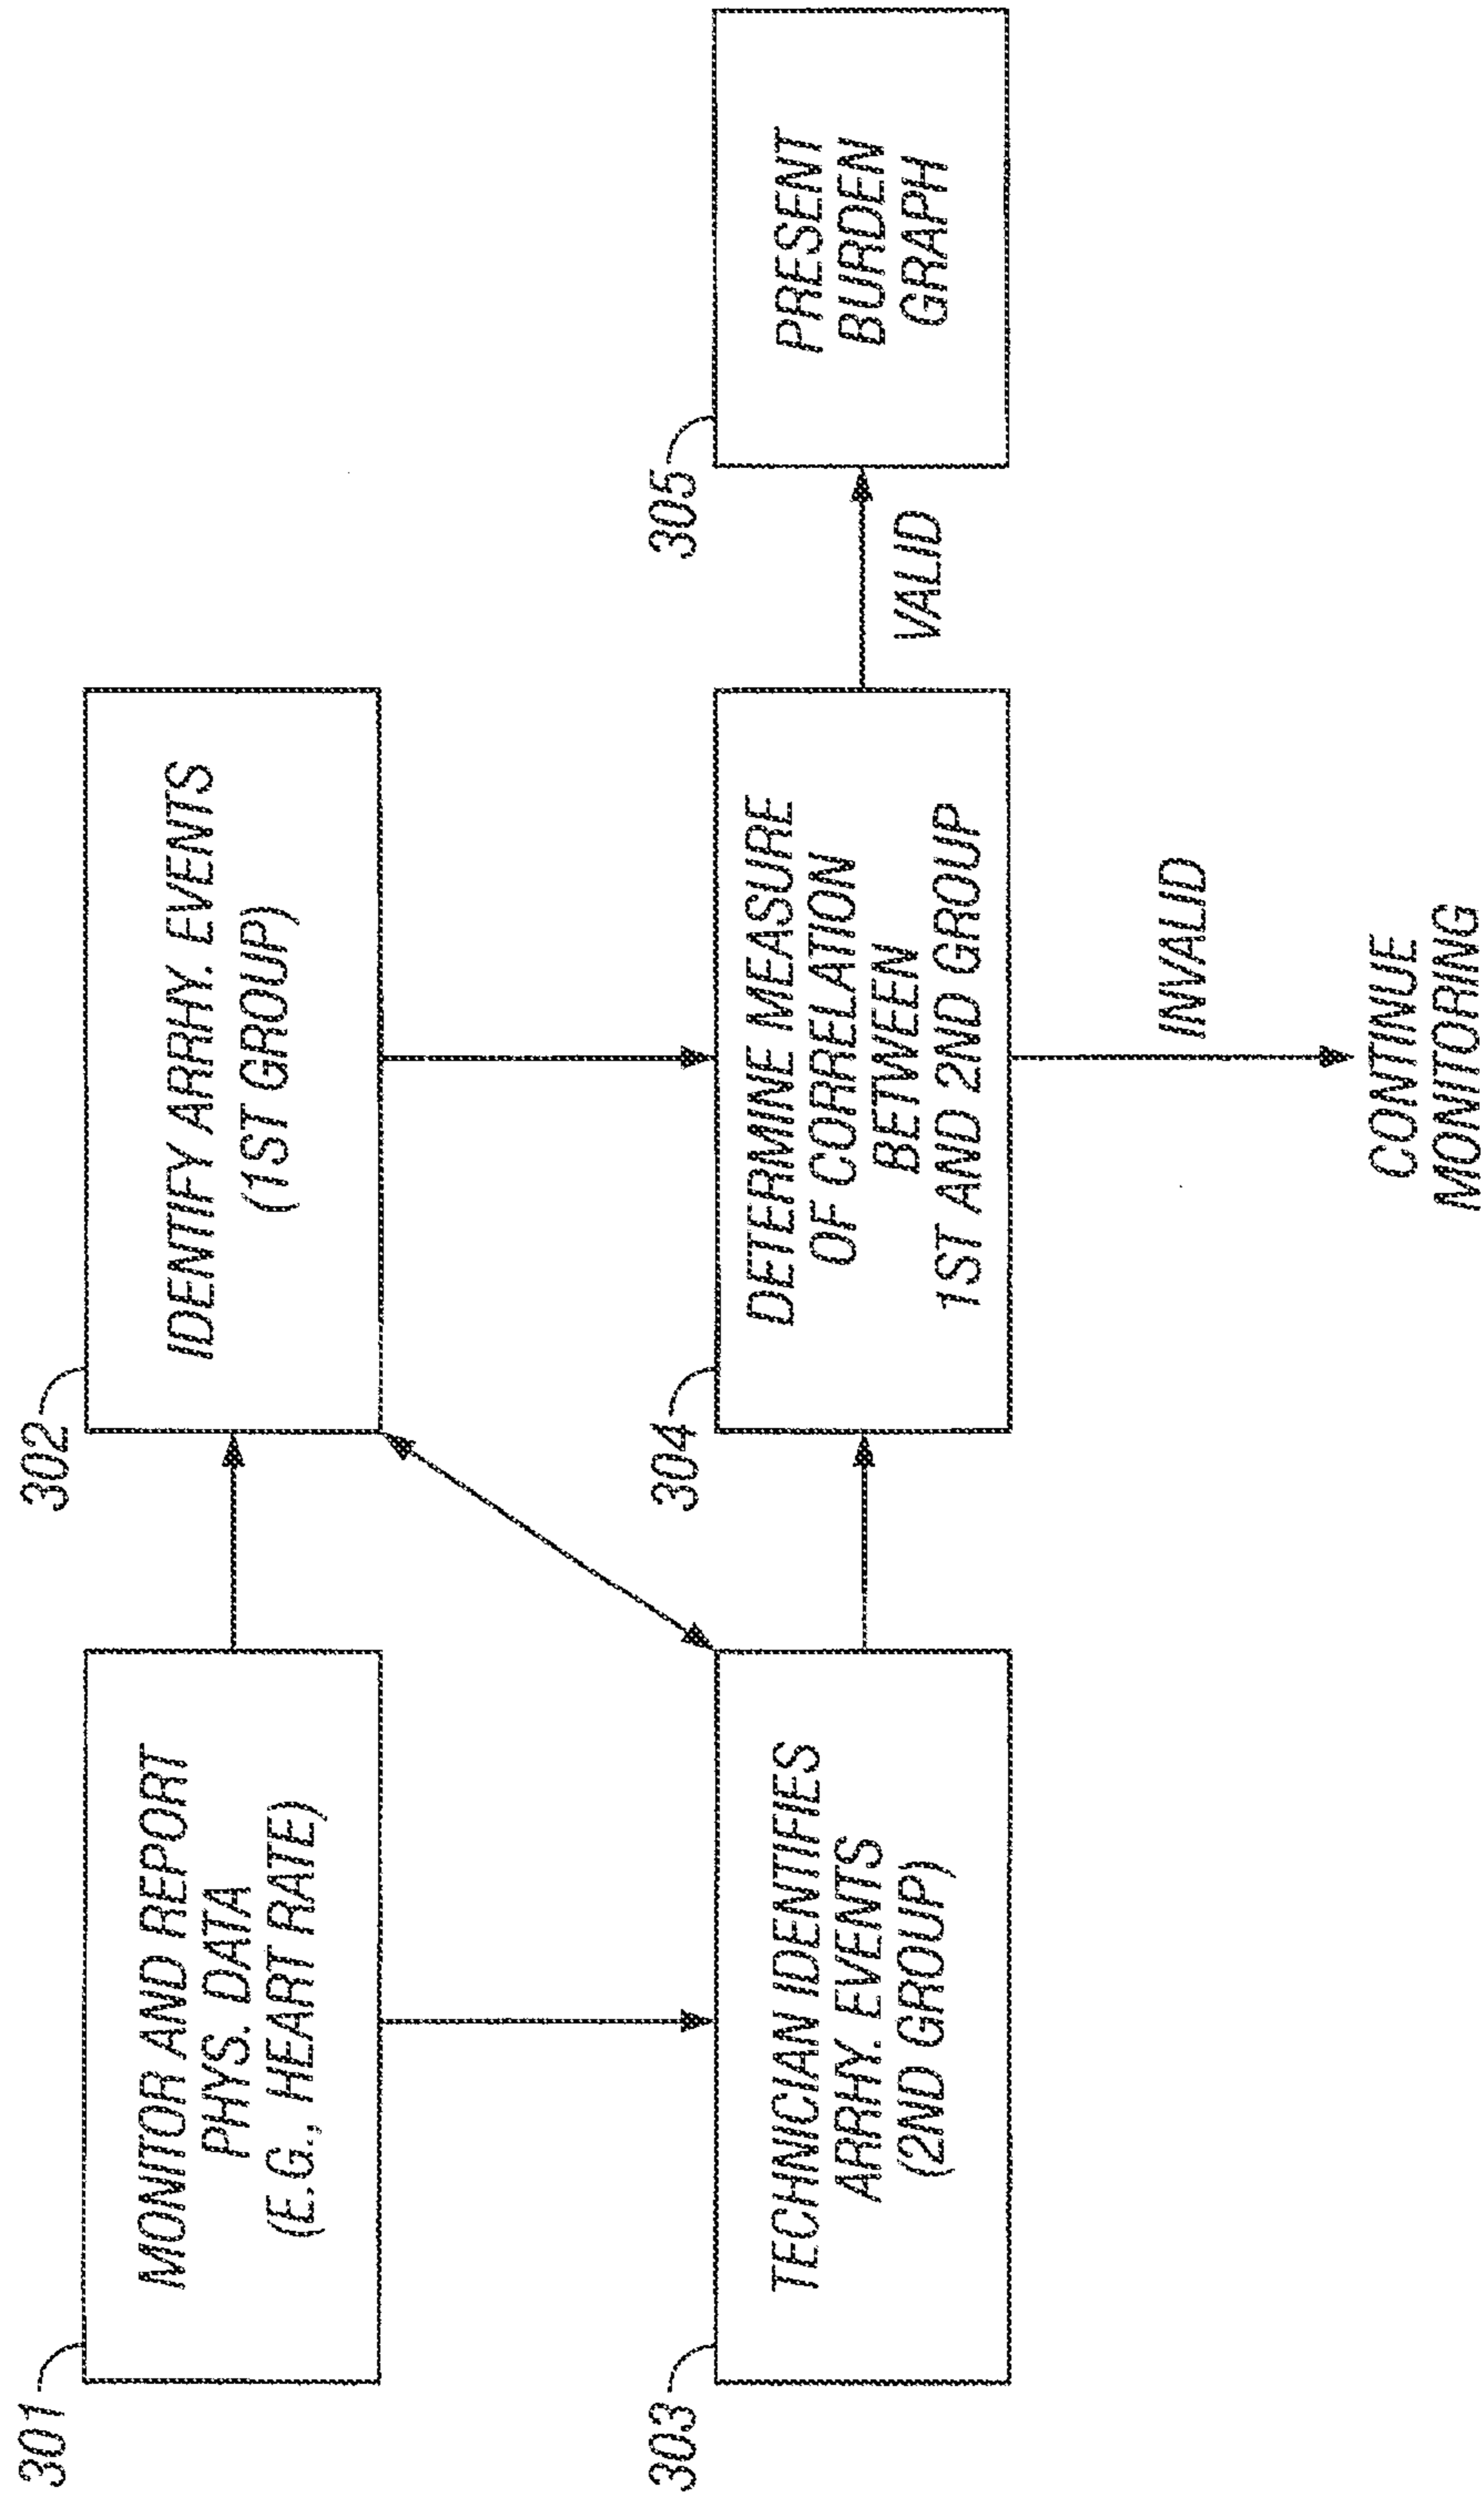 301
MONITOR AND REPORT
PHYS. DATA
(E.G., HEART RATE)
302
IDENTIFY ARRHY. EVENTS
(1ST GROUP)
303
TECHNICIAN IDENTIFIES
ARRHY. EVENTS
(2ND GROUP)
304
DETERMINE MEASURE
OF CORRELATION
BETWEEN
1ST AND 2ND GROUP
VALID
305
PRESENT
BURDEN
GRAPH
INVALID
CONTINUE
MONITORING